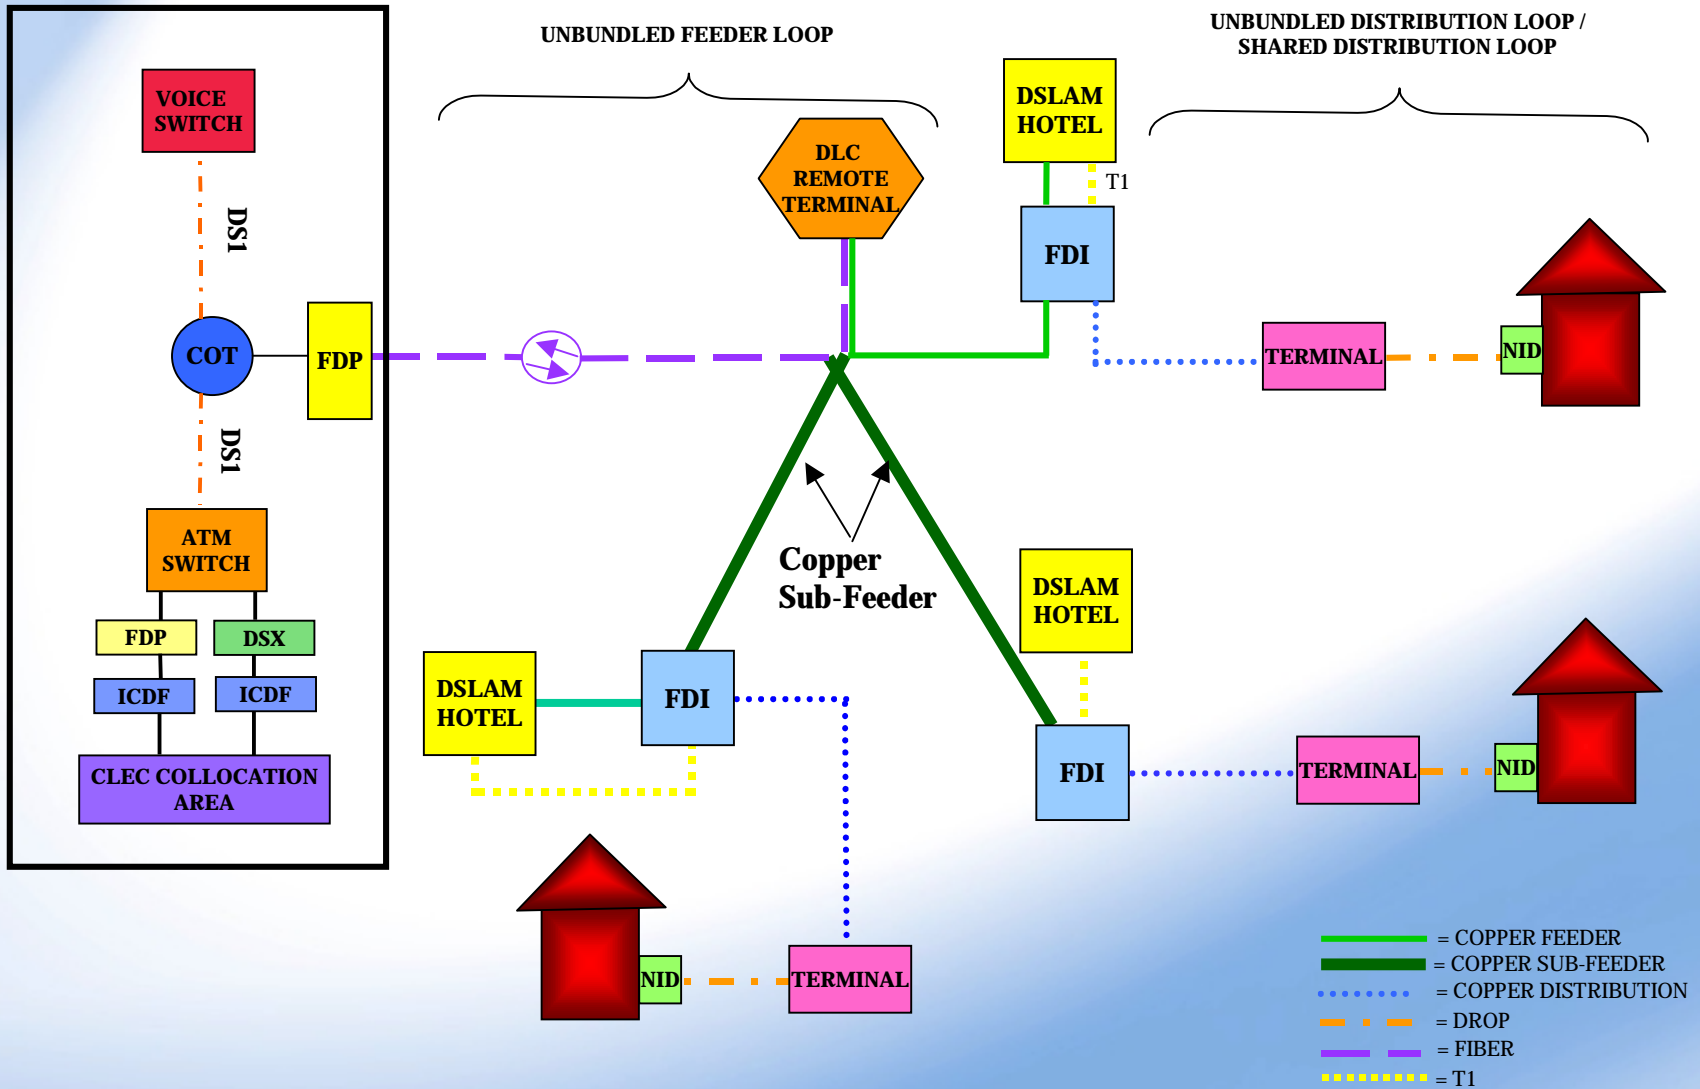 UNBUNDLED FEEDER LOOP
UNBUNDLED DISTRIBUTION LOOP /
SHARED DISTRIBUTION LOOP
VOICE
SWITCH
DS1
COT
FDP
DS1
ATM
SWITCH
FDP
DSX
ICDF
ICDF
CLEC COLLOCATION
AREA
DLC
REMOTE
TERMINAL
DSLAM
HOTEL
T1
FDI
TERMINAL
NID
Copper
Sub-Feeder
DSLAM
HOTEL
FDI
TERMINAL
NID
DSLAM
HOTEL
FDI
TERMINAL
NID
= COPPER FEEDER
= COPPER SUB-FEEDER
= COPPER DISTRIBUTION
= DROP
= FIBER
= T1